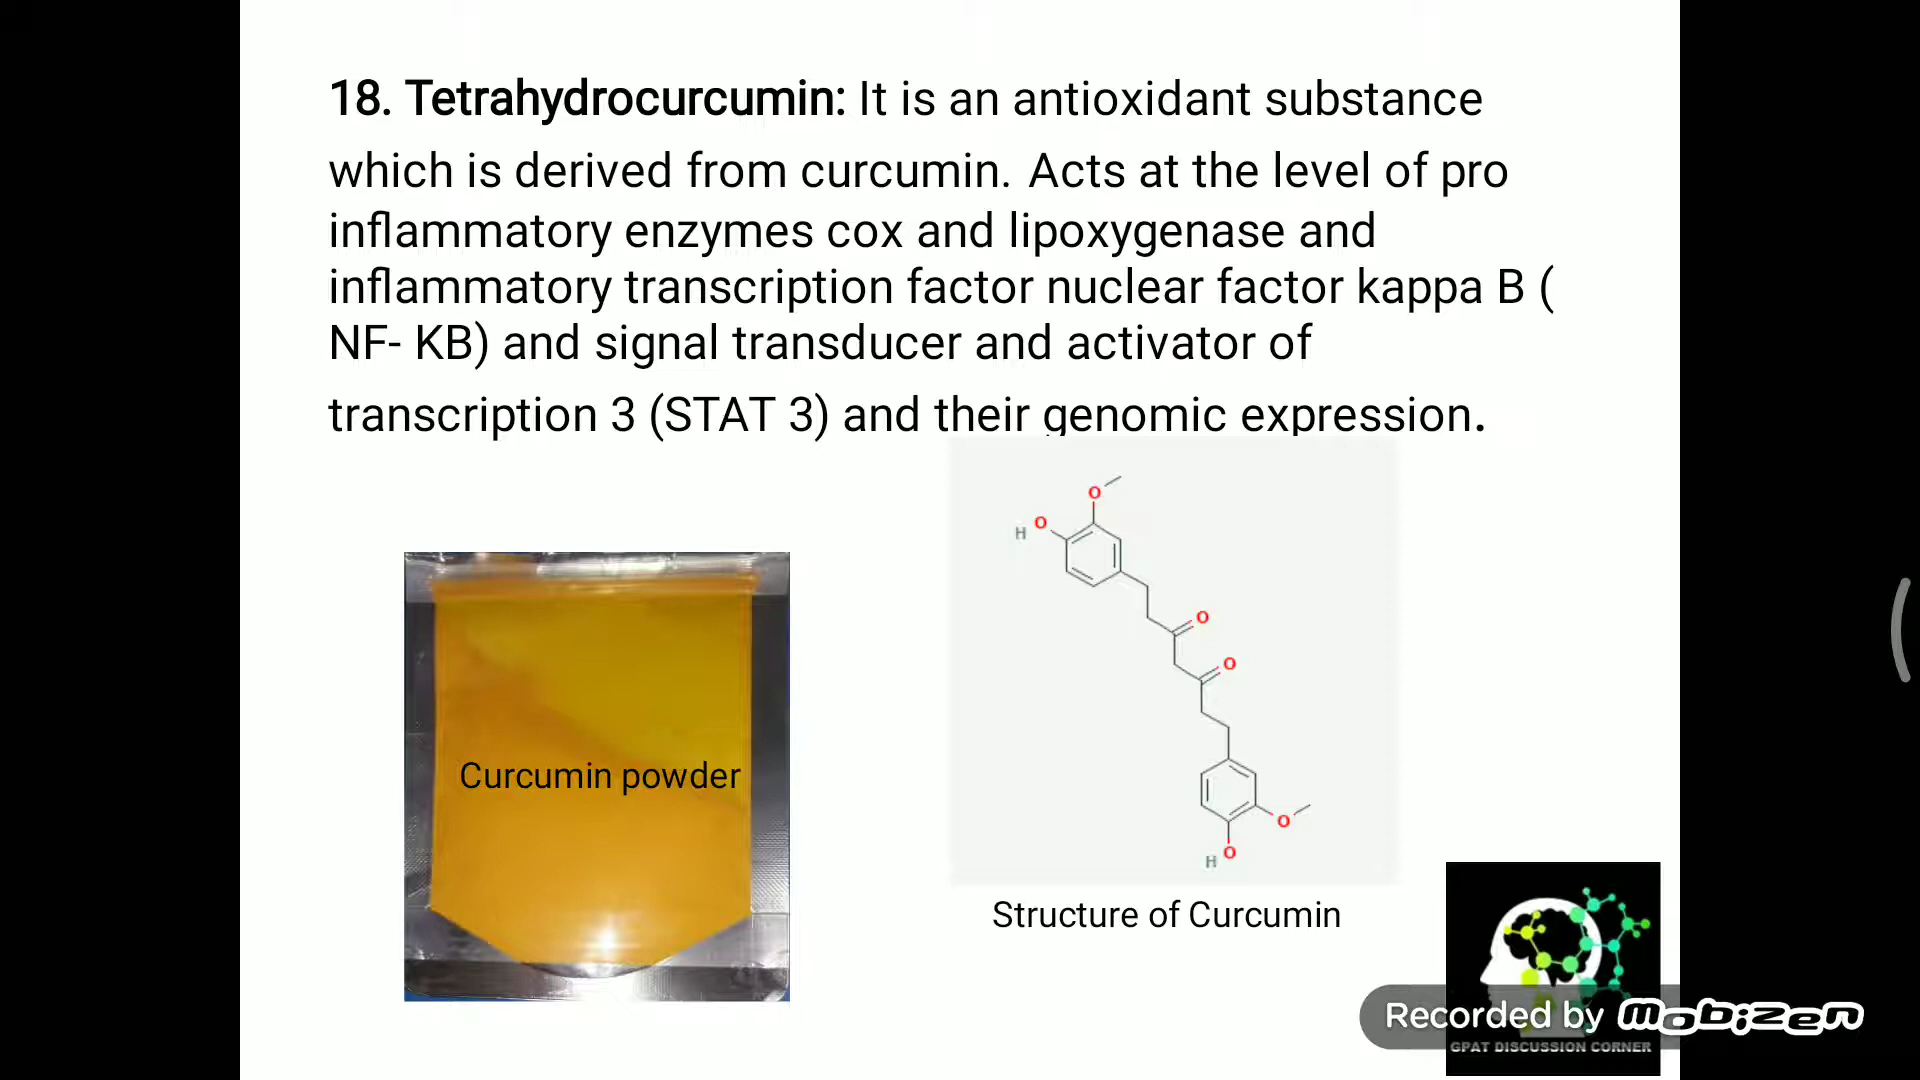 18. Tetrahydrocurcumin: It is an antioxidant substance
which is derived from curcumin. Acts at the level of pro
inflammatory enzymes cox and lipoxygenase and
inflammatory transcription factor nuclear factor kappa B (
NF- KB) and signal transducer and activator of
transcription 3 (STAT 3) and their genomic expression.
O
H O
O
O
Curcumin powder
O
H O
Structure of Curcumin
Recorded by mobizen
GPAT DISCUSSION CORNER